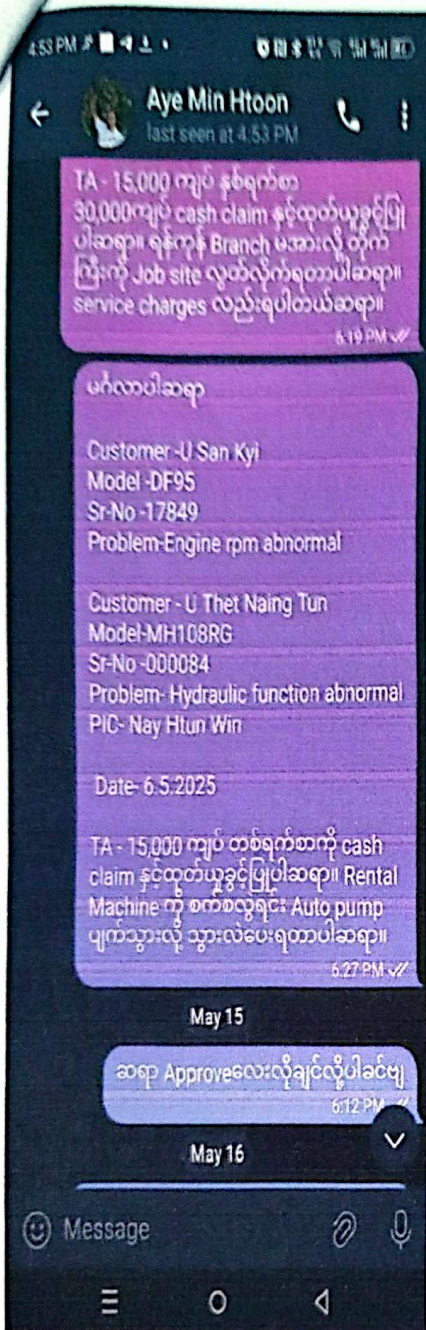 4:53 PM
Aye Min Htoon
last seen at 4:53 PM
TA - 15,000 ကျပ် နှစ်ရက်စာ
30,000ကျပ် cash claim နှင့်ထုတ်ယူခွင့်ပြု
ပါဆရာ။ ရန်ကုန် Branch မအားလို့ တိုက်
ကြီးကို Job site လွှတ်လိုက်ရတာပါဆရာ။
service charges လည်းရပါတယ်ဆရာ။
6:19 PM
မင်္ဂလာပါဆရာ
Customer -U San Kyi
Model -DF95
Sr-No -17849
Problem-Engine rpm abnormal
Customer - U Thet Naing Tun
Model-MH108RG
Sr-No -000084
Problem- Hydraulic function abnormal
PIC- Nay Htun Win
Date- 6.5.2025
TA - 15,000 ကျပ် တစ်ရက်စာကို cash
claim နှင့်ထုတ်ယူခွင့်ပြုပါဆရာ။ Rental
Machine ကို စက်စလွှဲရင်း Auto pump
ပျက်သွားလို့ သွားလဲပေးရတာပါဆရာ။
6:27 PM
May 15
ဆရာ Approveလေးလိုချင်လို့ပါခင်ဗျ
6:12 PM
May 16
Message